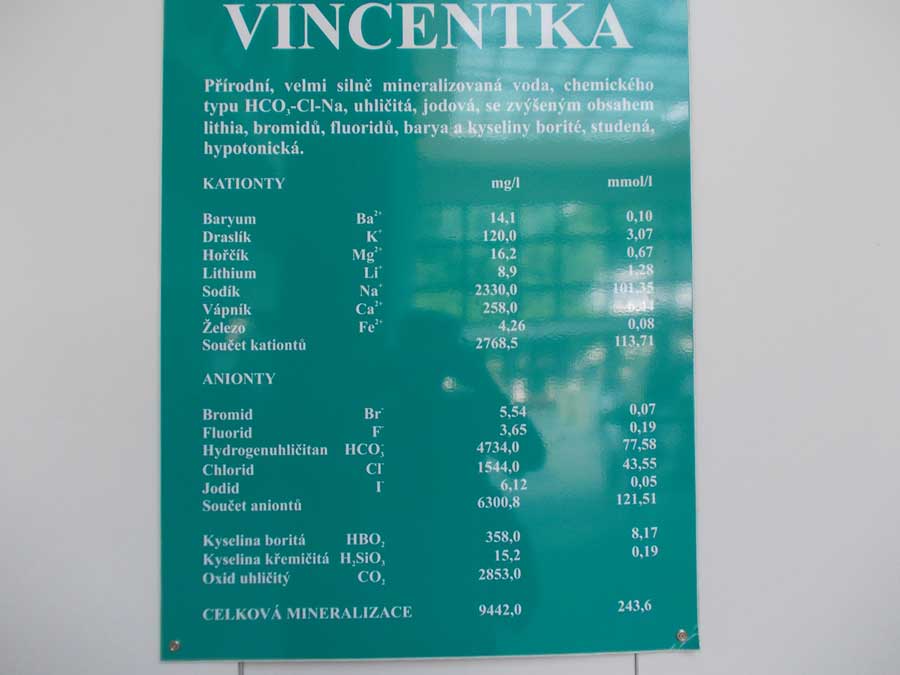 VINCENTKA
Přírodní, velmi silně mineralizovaná voda, chemického
typu HCO₃-Cl-Na, uhličitá, jodová, se zvýšeným obsahem
lithia, bromidů, fluoridů, barya a kyseliny borité, studená,
hypotonická.
KATIONTY mg/l mmol/l
Baryum Ba²⁺ 14,1 0,10
Draslík K⁺ 120,0 3,07
Hořčík Mg²⁺ 16,2 0,67
Lithium Li⁺ 8,9 1,28
Sodík Na⁺ 2330,0 101,35
Vápník Ca²⁺ 258,0 6,44
Železo Fe²⁺ 4,26 0,08
Součet kationtů 2768,5 113,71
ANIONTY
Bromid Br⁻ 5,54 0,07
Fluorid F⁻ 3,65 0,19
Hydrogenuhličitan HCO₃⁻ 4734,0 77,58
Chlorid Cl⁻ 1544,0 43,55
Jodid I⁻ 6,12 0,05
Součet aniontů 6300,8 121,51
Kyselina boritá HBO₂ 358,0 8,17
Kyselina křemičitá H₂SiO₃ 15,2 0,19
Oxid uhličitý CO₂ 2853,0
CELKOVÁ MINERALIZACE 9442,0 243,6